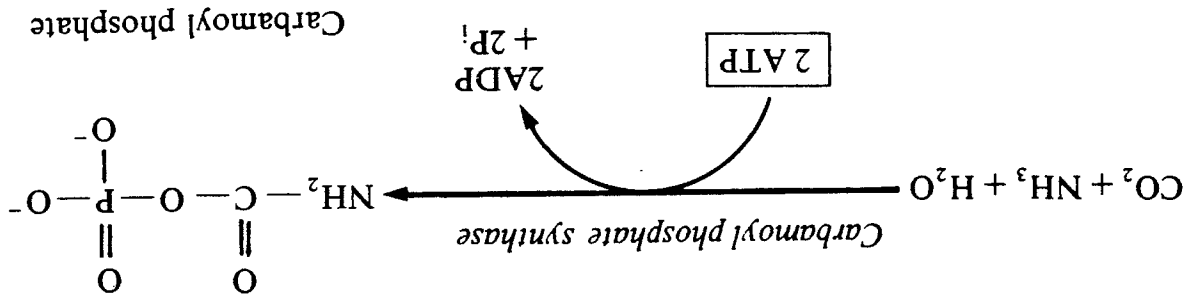 Carbamoyl phosphate synthase
CO₂ + NH₃ + H₂O
O O
NH₂—C—O—P—O⁻
O⁻
2 ATP
2ADP
+ 2Pᵢ
Carbamoyl phosphate